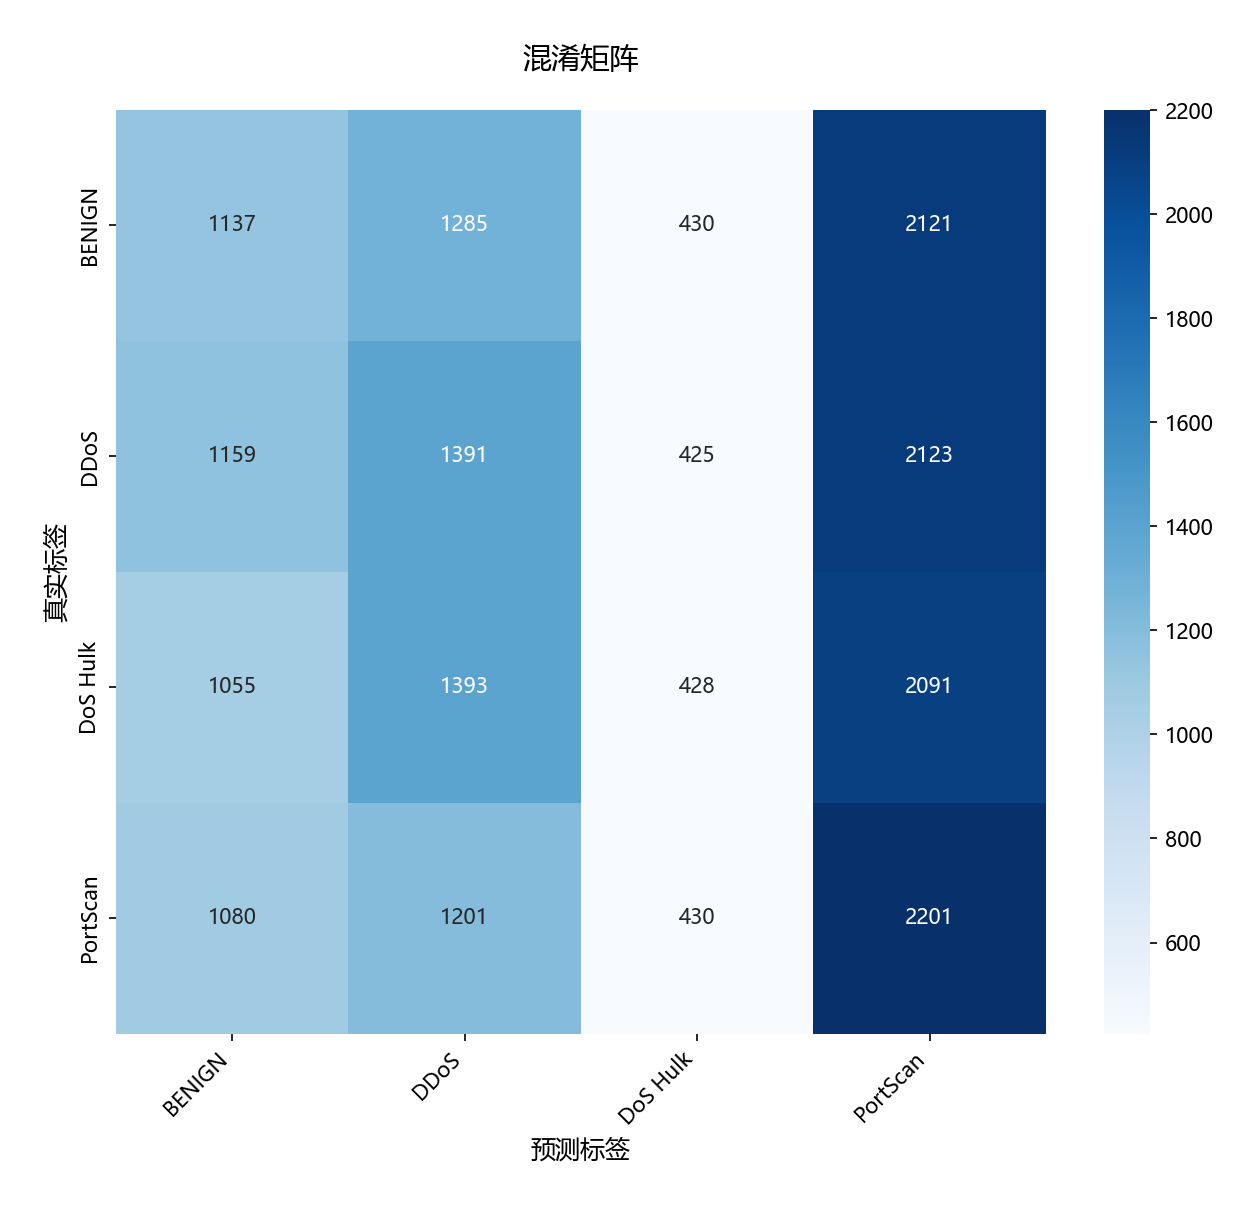 混淆矩阵
BENIGN 1137 1285 430 2121
DDoS 1159 1391 425 2123
DoS Hulk 1055 1393 428 2091
PortScan 1080 1201 430 2201
真实标签
BENIGN DDoS DoS Hulk PortScan
预测标签
2200
2000
1800
1600
1400
1200
1000
800
600